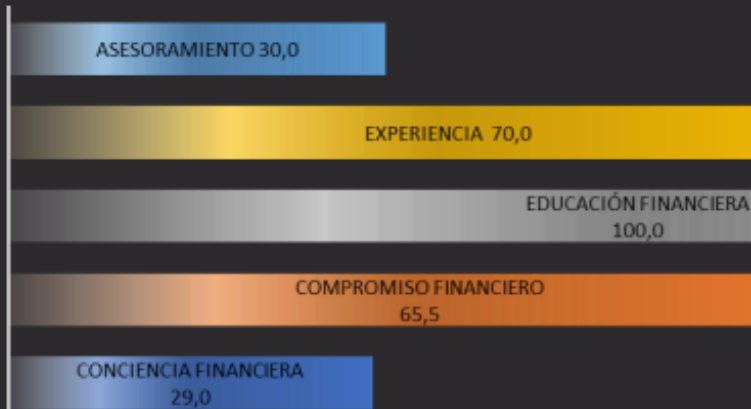 ASESORAMIENTO 30,0
EXPERIENCIA 70,0
EDUCACIÓN FINANCIERA
100,0
COMPROMISO FINANCIERO
65,5
CONCIENCIA FINANCIERA
29,0